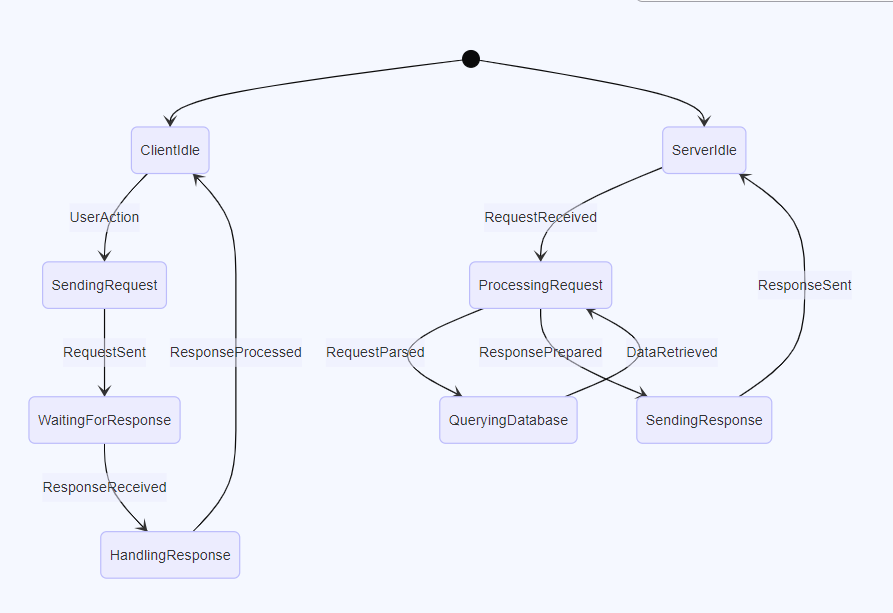 ClientIdle
ServerIdle
UserAction
RequestReceived
SendingRequest
ProcessingRequest
ResponseSent
RequestSent
ResponseProcessed
RequestParsed
ResponsePrepared
DataRetrieved
WaitingForResponse
QueryingDatabase
SendingResponse
ResponseReceived
HandlingResponse